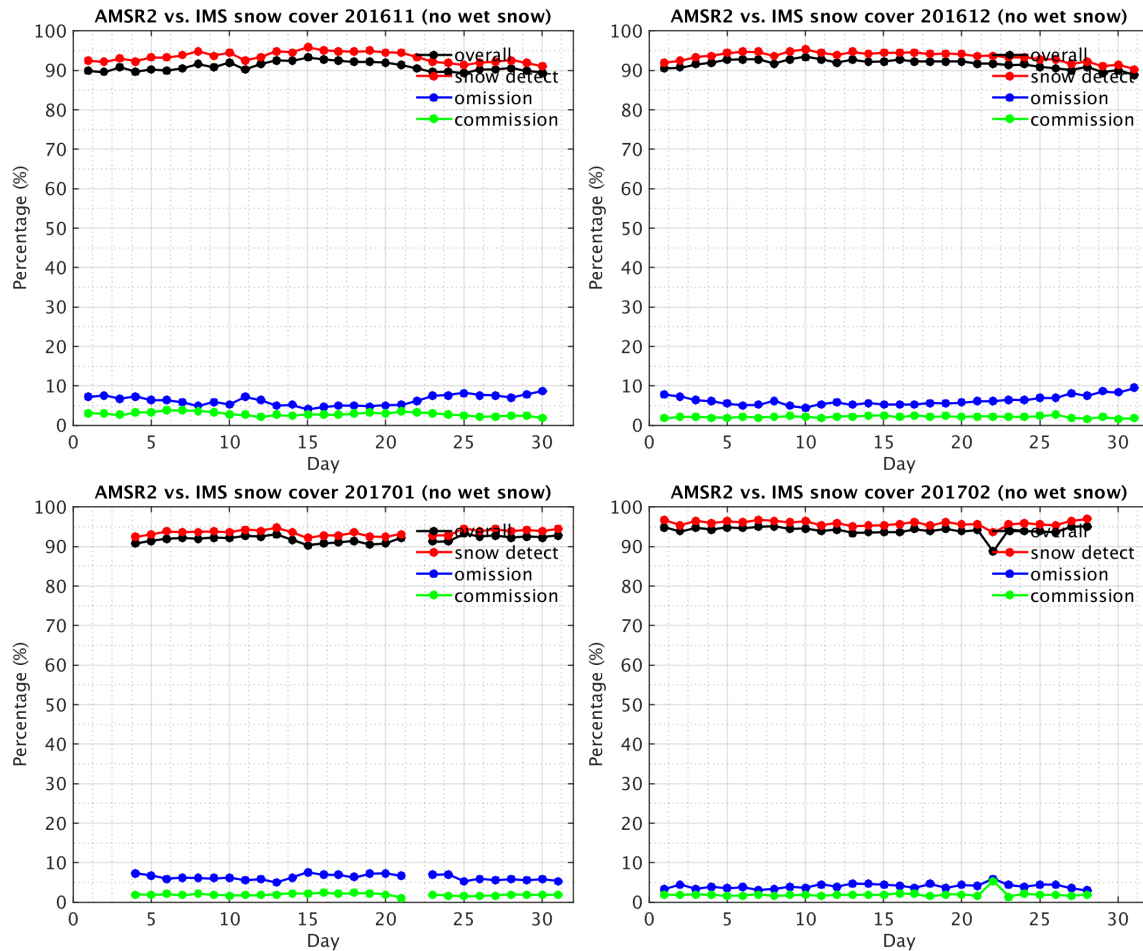 AMSR2 vs. IMS snow cover 201611 (no wet snow)
100
90
80
70
60
50
40
30
20
10
0
Percentage (%)
overall
snow detect
omission
commission
0 5 10 15 20 25 30
Day
AMSR2 vs. IMS snow cover 201612 (no wet snow)
100
90
80
70
60
50
40
30
20
10
0
Percentage (%)
overall
snow detect
omission
commission
0 5 10 15 20 25 30
Day
AMSR2 vs. IMS snow cover 201701 (no wet snow)
100
90
80
70
60
50
40
30
20
10
0
Percentage (%)
overall
snow detect
omission
commission
0 5 10 15 20 25 30
Day
AMSR2 vs. IMS snow cover 201702 (no wet snow)
100
90
80
70
60
50
40
30
20
10
0
Percentage (%)
overall
snow detect
omission
commission
0 5 10 15 20 25 30
Day